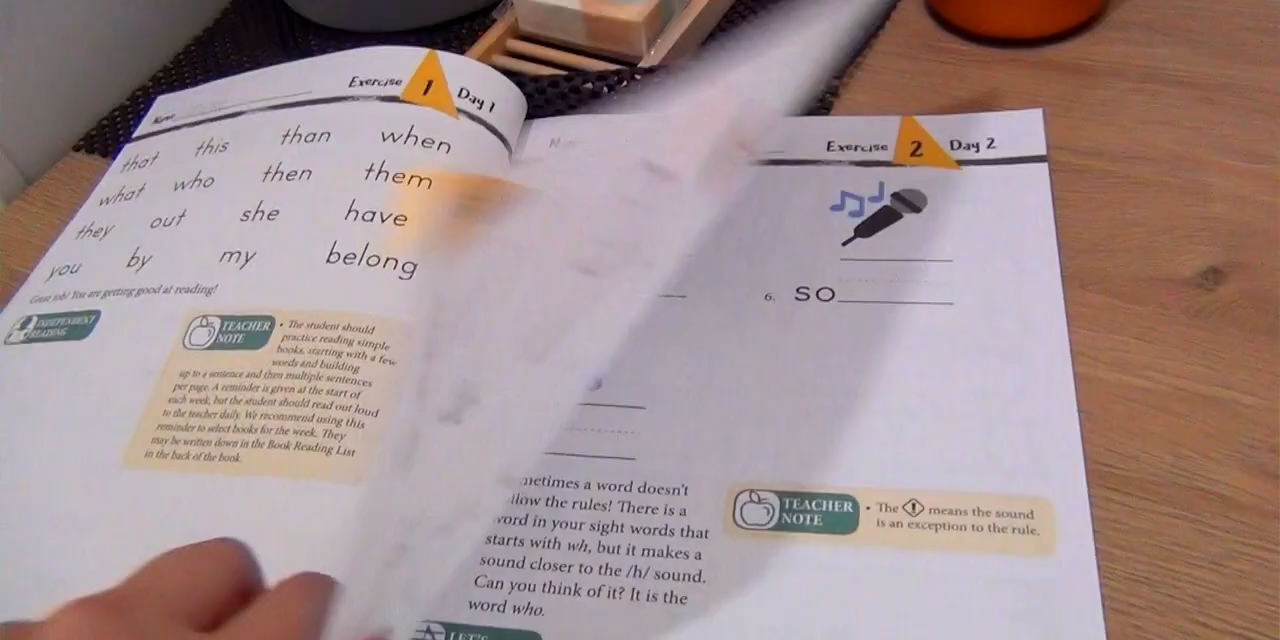 Exercise 1 Day 1
Name
that this than when
what who then them
they out she have
you by my belong
Great job! You are getting good at reading!
INDEPENDENT
READING
TEACHER
NOTE
• The student should
practice reading simple
books, starting with a few
words and building
up to a sentence and then multiple sentences
per page. A reminder is given at the start of
each week, but the student should read out loud
to the teacher daily. We recommend using this
reminder to select books for the week. They
may be written down in the Book Reading List
in the back of the book.
Exercise 2 Day 2
6. so
metimes a word doesn't
llow the rules! There is a
word in your sight words that
starts with wh, but it makes a
sound closer to the /h/ sound.
Can you think of it? It is the
word who.
LET'S
TEACHER
NOTE
• The ! means the sound
is an exception to the rule.